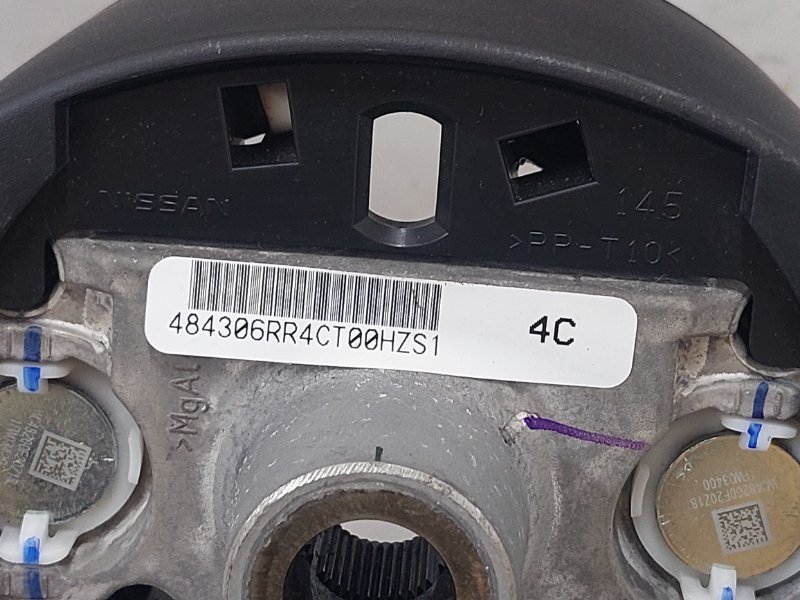 NISSAN
145
>PP-T10<
484306RR4CT00HZS1
4C
>MgAl